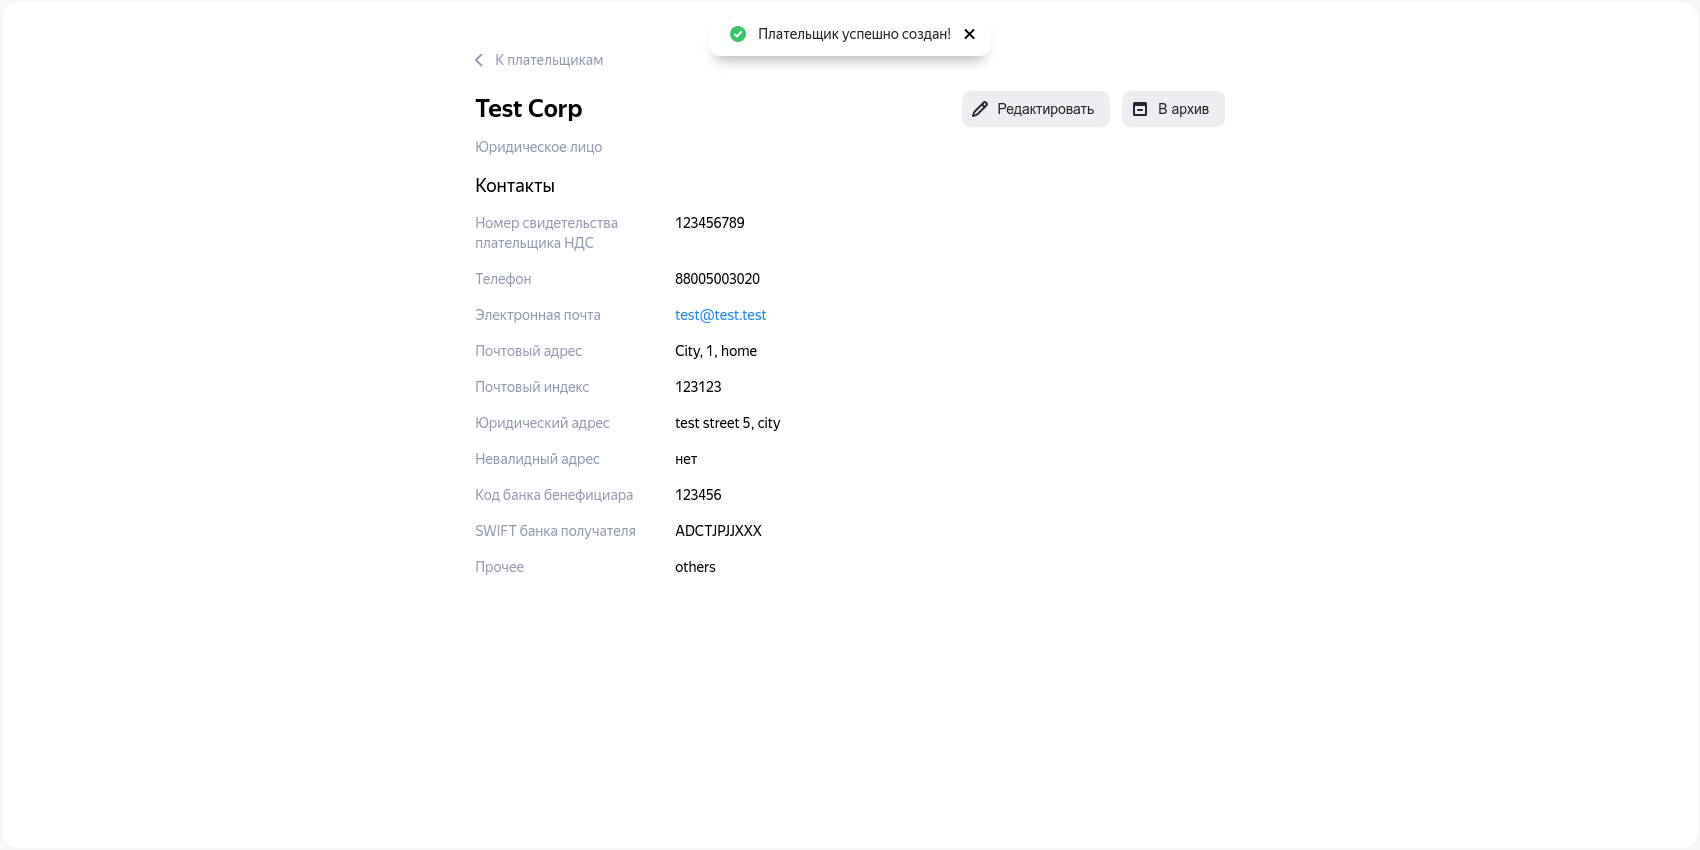 Плательщик успешно создан!
К плательщикам
Test Corp
Редактировать
В архив
Юридическое лицо
Контакты
Номер свидетельства
плательщика НДС
123456789
Телефон
88005003020
Электронная почта
test@test.test
Почтовый адрес
City, 1, home
Почтовый индекс
123123
Юридический адрес
test street 5, city
Невалидный адрес
нет
Код банка бенефициара
123456
SWIFT банка получателя
ADCTJPJJXXX
Прочее
others